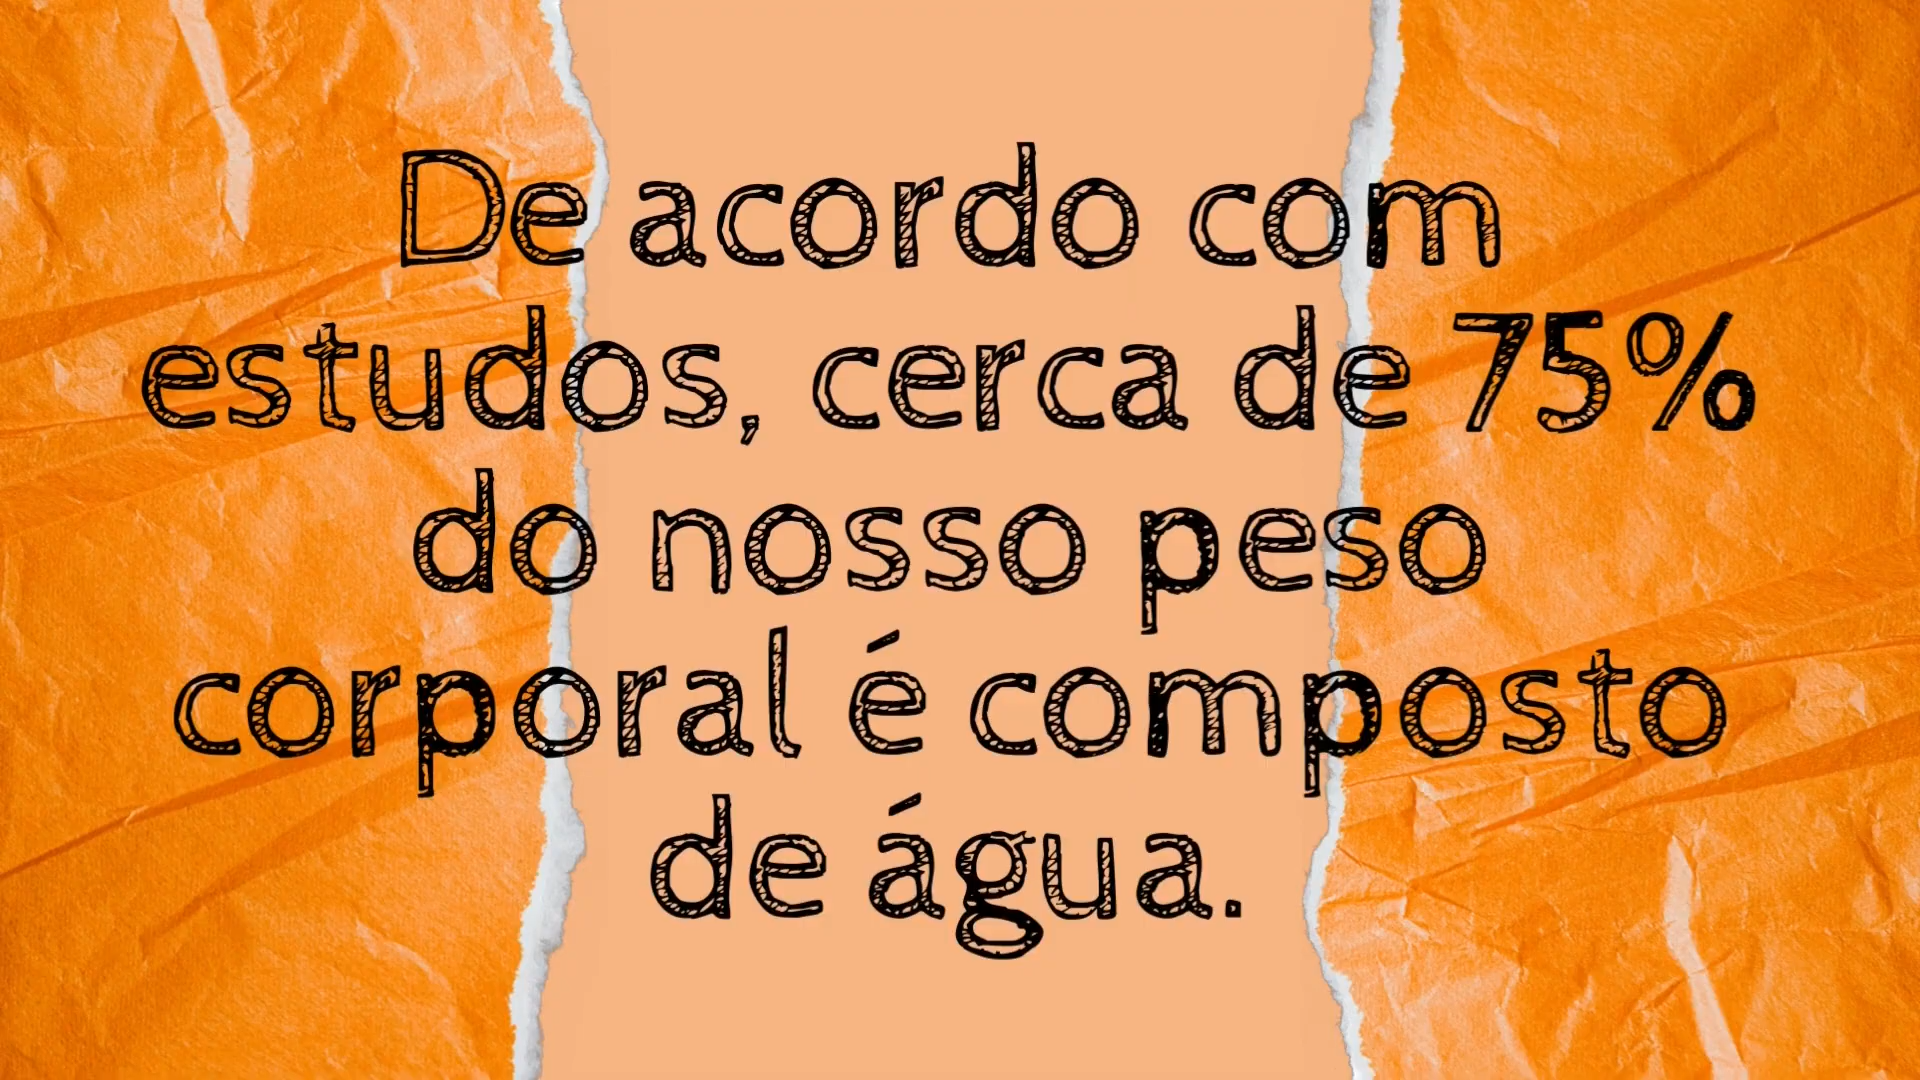 De acordo com
estudos, cerca de 75%
do nosso peso
corporal é composto
de água.